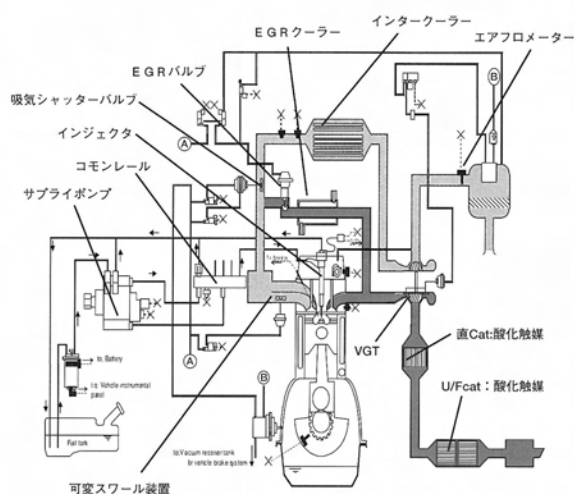 インタークーラー
EGRクーラー
エアフロメーター
EGRバルブ
吸気シャッターバルブ
インジェクタ
コモンレール
サプライポンプ
XX
X
X
X
X
X
B
A
X
X
X
X
X
X
X
X
VGT
直Cat:酸化触媒
to, Battery
to, Vehicle instrumental
panel
A
B
U/Fcat:酸化触媒
Fuel tank
X
to,Vacuum reserver tank
for vehicle brake system
可変スワール装置